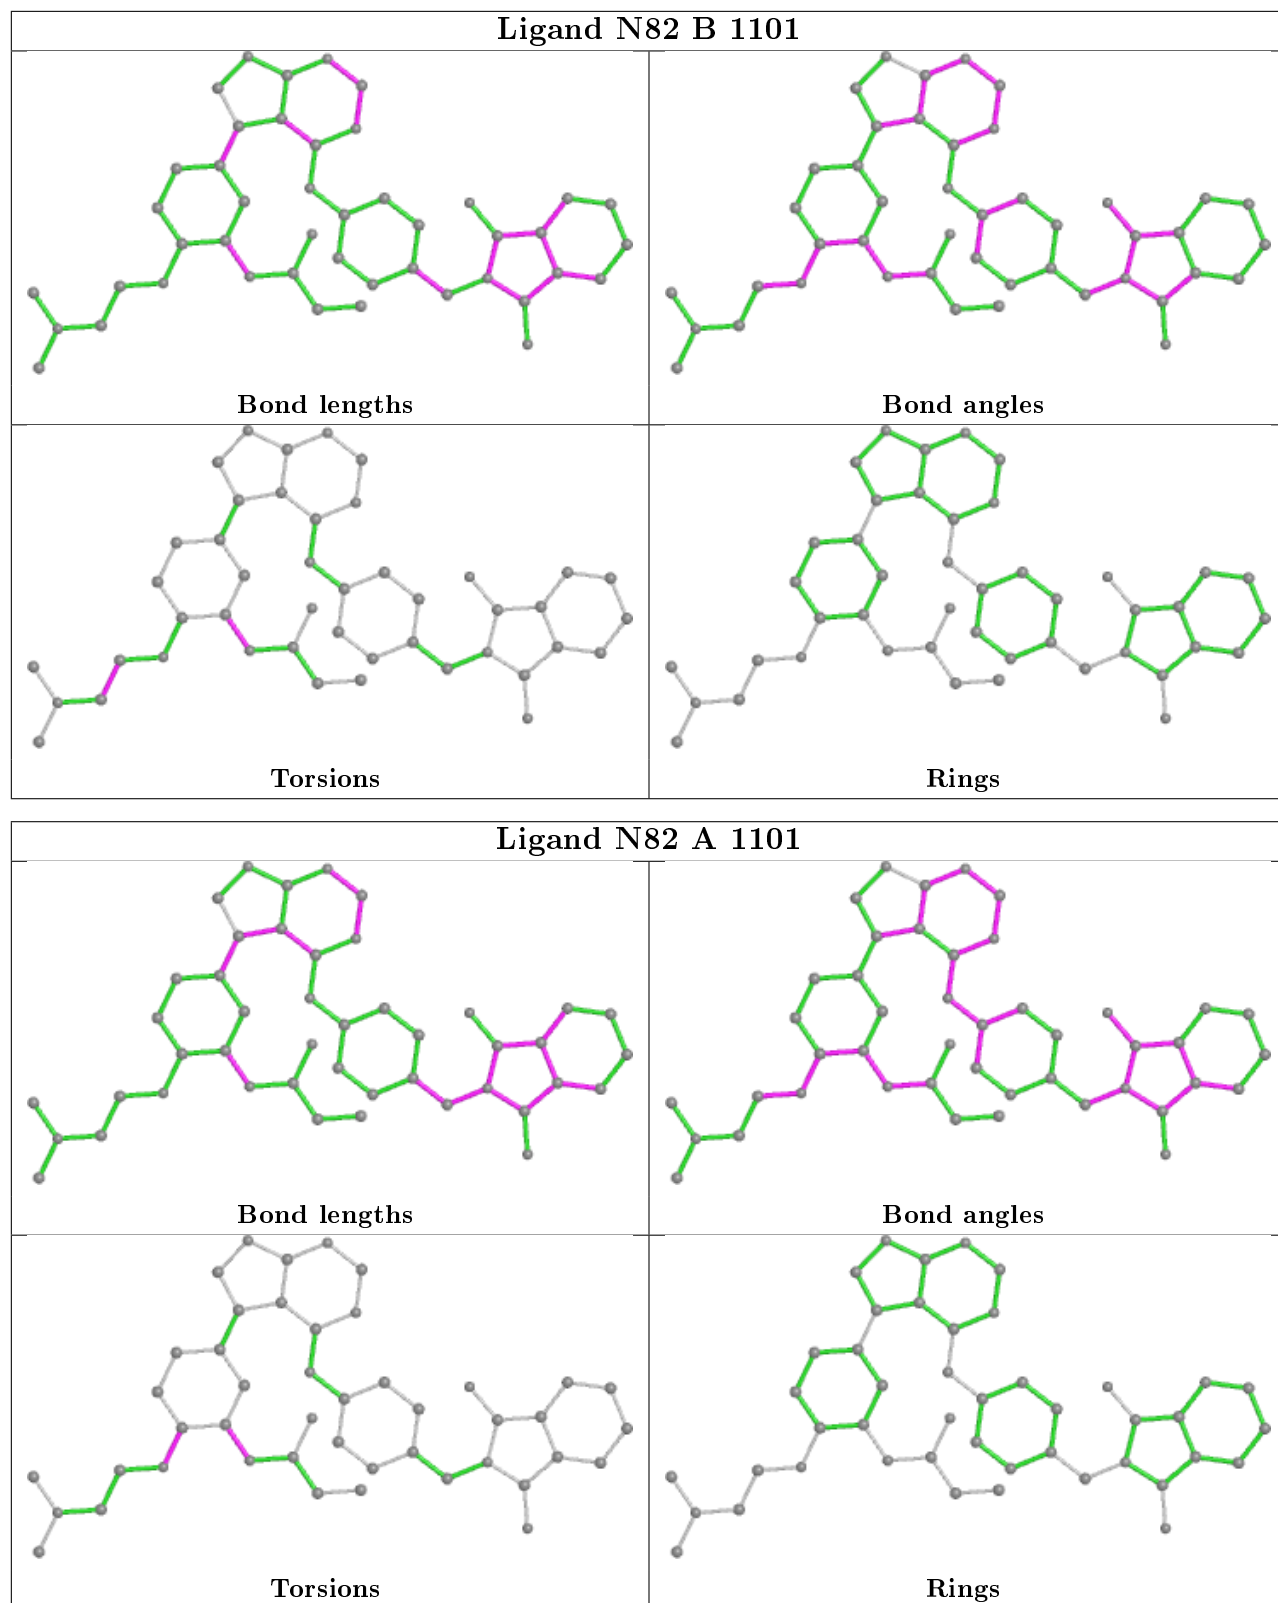 Ligand N82 B 1101
Bond lengths
Bond angles
Torsions
Rings
Ligand N82 A 1101
Bond lengths
Bond angles
Torsions
Rings